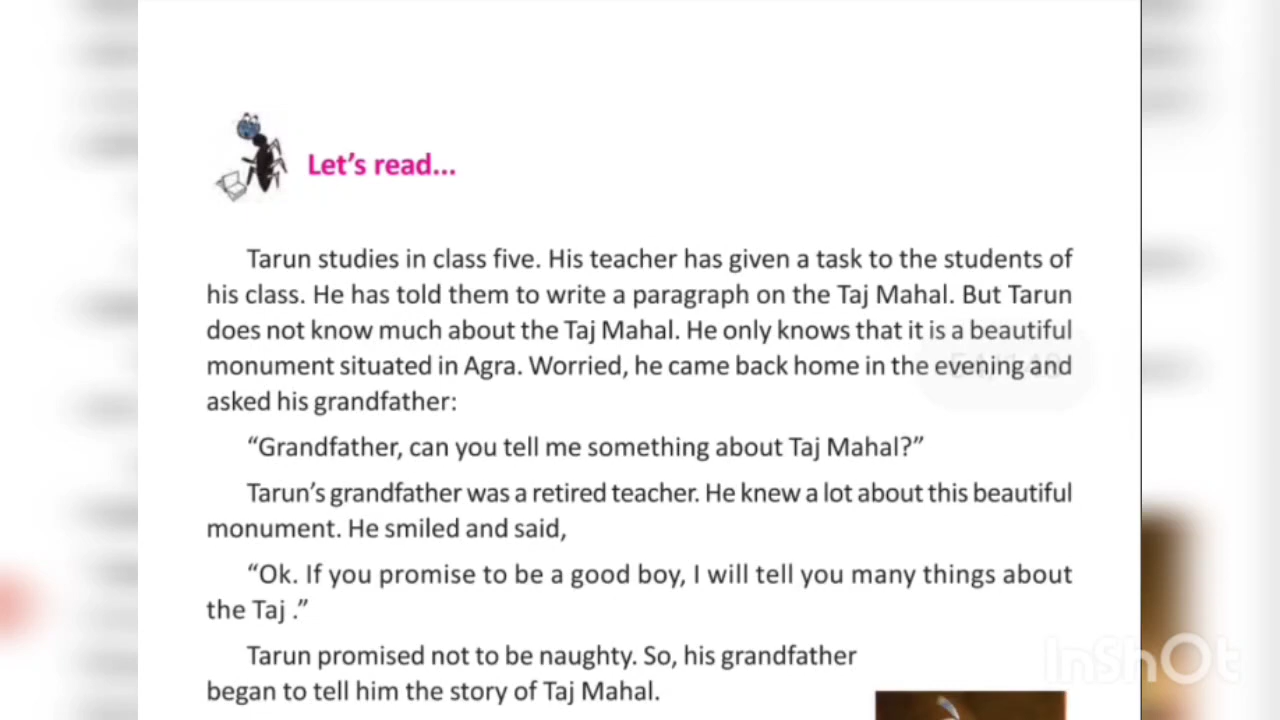 Let's read...
Tarun studies in class five. His teacher has given a task to the students of
his class. He has told them to write a paragraph on the Taj Mahal. But Tarun
does not know much about the Taj Mahal. He only knows that it is a beautiful
monument situated in Agra. Worried, he came back home in the evening and
asked his grandfather:
“Grandfather, can you tell me something about Taj Mahal?”
Tarun’s grandfather was a retired teacher. He knew a lot about this beautiful
monument. He smiled and said,
“Ok. If you promise to be a good boy, I will tell you many things about
the Taj .”
Tarun promised not to be naughty. So, his grandfather
began to tell him the story of Taj Mahal.
InShOt